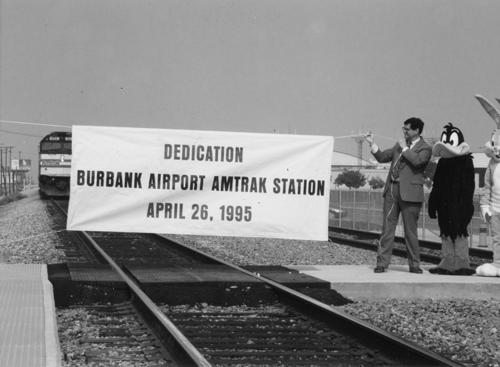 DEDICATION
BURBANK AIRPORT AMTRAK STATION
APRIL 26, 1995